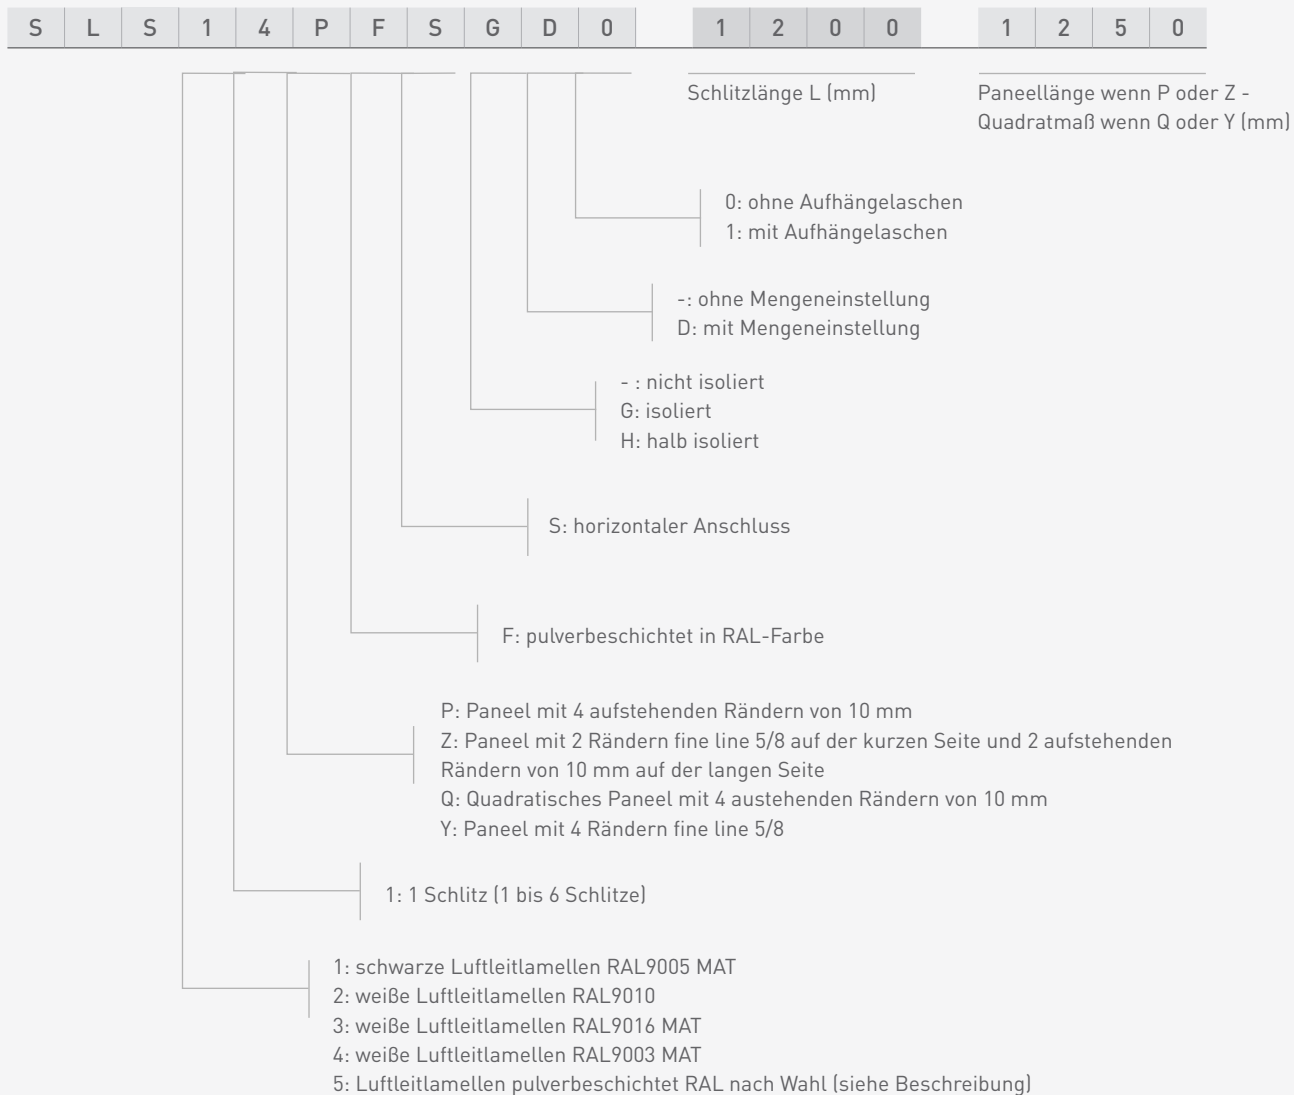 S L S 1 4 P F S G D 0 1 2 0 0 1 2 5 0
Schlitzlänge L (mm)
Paneellänge wenn P oder Z -
Quadratmaß wenn Q oder Y (mm)
0: ohne Aufhängelaschen
1: mit Aufhängelaschen
-: ohne Mengeneinstellung
D: mit Mengeneinstellung
- : nicht isoliert
G: isoliert
H: halb isoliert
S: horizontaler Anschluss
F: pulverbeschichtet in RAL-Farbe
P: Paneel mit 4 aufstehenden Rändern von 10 mm
Z: Paneel mit 2 Rändern fine line 5/8 auf der kurzen Seite und 2 aufstehenden
Rändern von 10 mm auf der langen Seite
Q: Quadratisches Paneel mit 4 austehenden Rändern von 10 mm
Y: Paneel mit 4 Rändern fine line 5/8
1: 1 Schlitz (1 bis 6 Schlitze)
1: schwarze Luftleitlamellen RAL9005 MAT
2: weiße Luftleitlamellen RAL9010
3: weiße Luftleitlamellen RAL9016 MAT
4: weiße Luftleitlamellen RAL9003 MAT
5: Luftleitlamellen pulverbeschichtet RAL nach Wahl (siehe Beschreibung)